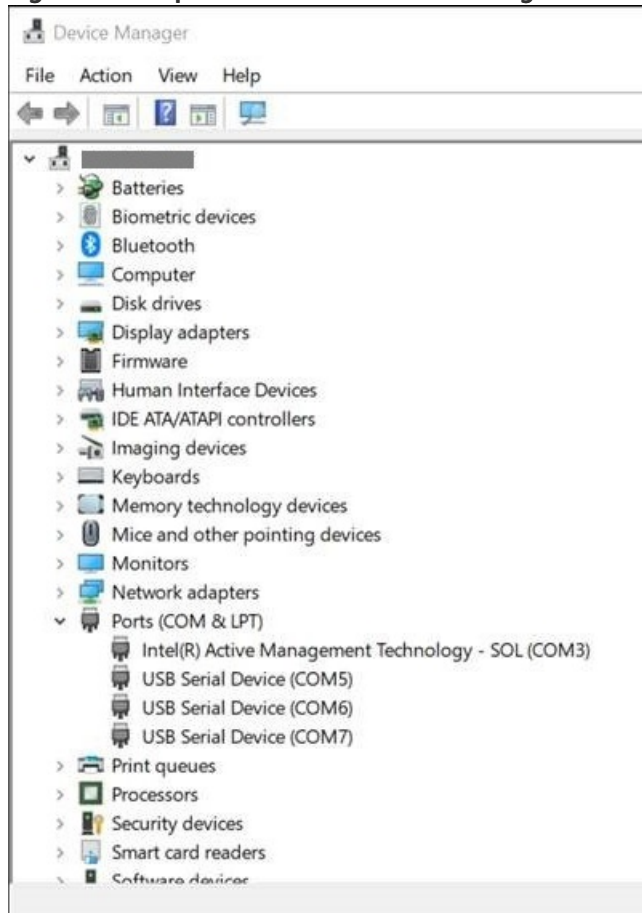 Device Manager
File Action View Help
Batteries
Biometric devices
Bluetooth
Computer
Disk drives
Display adapters
Firmware
Human Interface Devices
IDE ATA/ATAPI controllers
Imaging devices
Keyboards
Memory technology devices
Mice and other pointing devices
Monitors
Network adapters
Ports (COM & LPT)
Intel(R) Active Management Technology - SOL (COM3)
USB Serial Device (COM5)
USB Serial Device (COM6)
USB Serial Device (COM7)
Print queues
Processors
Security devices
Smart card readers
Software devices